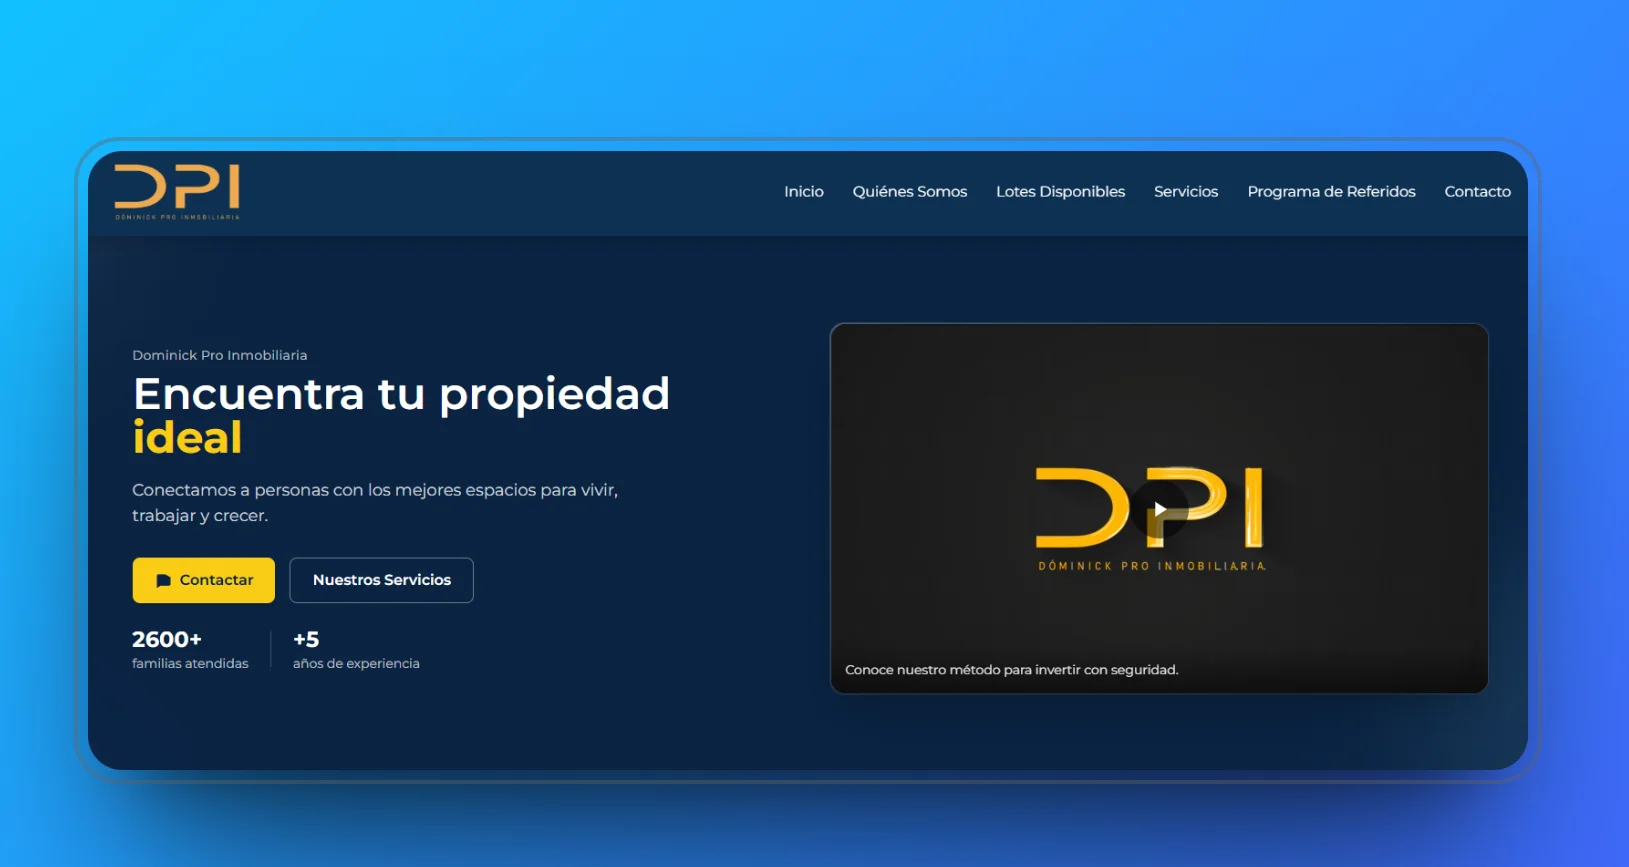 DPI
DÓMINICK PRO INMOBILIARIA
Inicio
Quiénes Somos
Lotes Disponibles
Servicios
Programa de Referidos
Contacto
Dominick Pro Inmobiliaria
Encuentra tu propiedad
ideal
Conectamos a personas con los mejores espacios para vivir,
trabajar y crecer.
Contactar
Nuestros Servicios
2600+
familias atendidas
+5
años de experiencia
DPI
DÓMINICK PRO INMOBILIARIA.
Conoce nuestro método para invertir con seguridad.